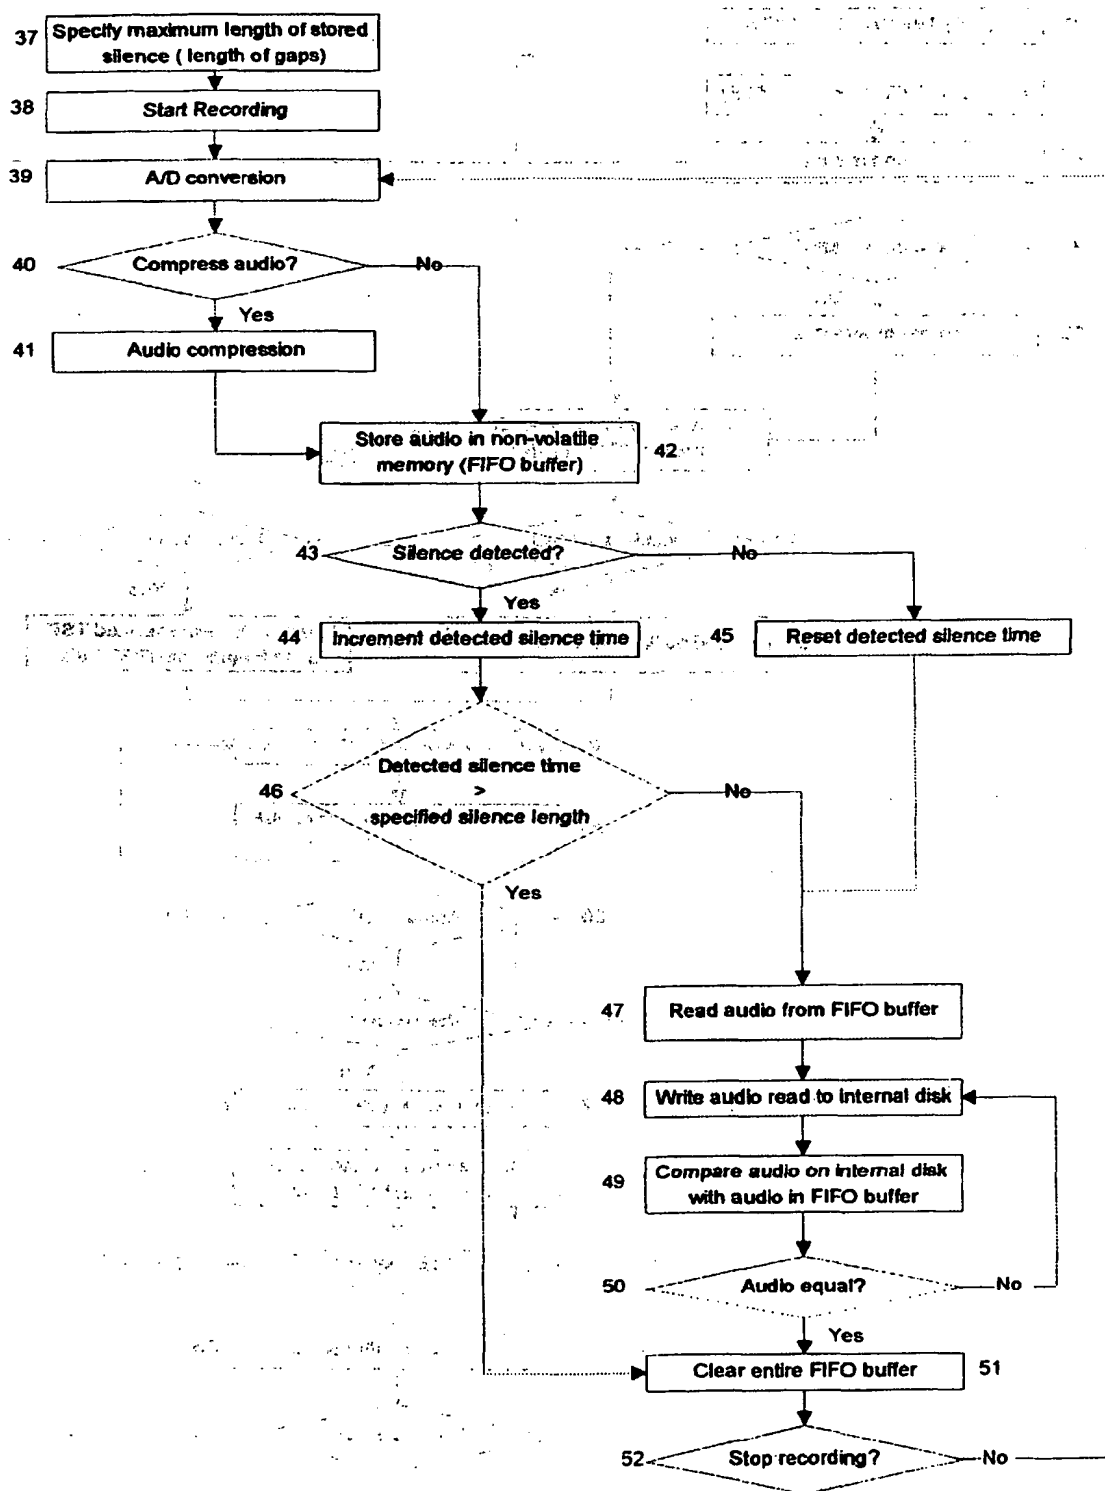 37 Specify maximum length of stored
silence ( length of gaps)
38 Start Recording
39 A/D conversion
40 Compress audio? No
Yes
41 Audio compression
Store audio in non-volatile
memory (FIFO buffer) 42
43 Silence detected? No
Yes
44 Increment detected silence time 45 Reset detected silence time
Detected silence time
46 > No
specified silence length
Yes
47 Read audio from FIFO buffer
48 Write audio read to internal disk
Compare audio on internal disk
49 with audio in FIFO buffer
50 Audio equal? No
Yes
Clear entire FIFO buffer 51
52 Stop recording? No